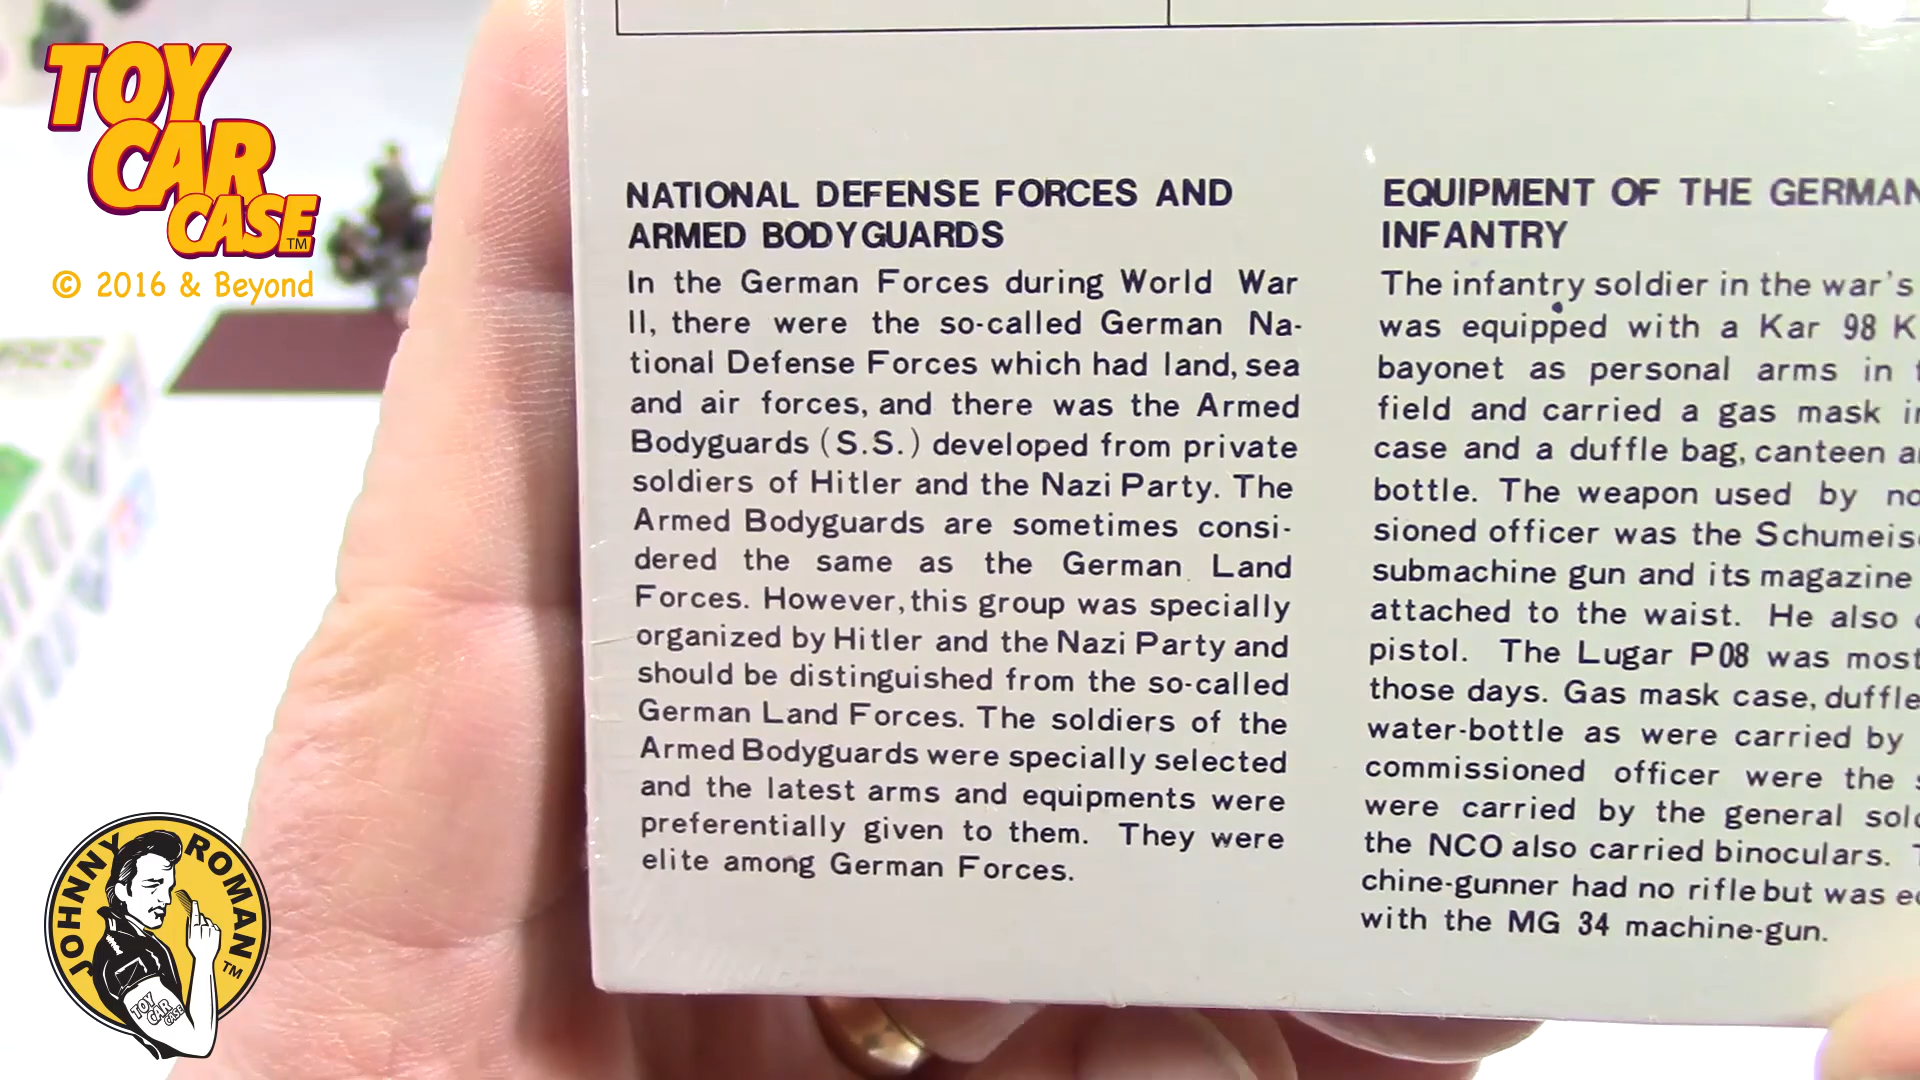 TOY
CAR
CASE
TM
© 2016 & Beyond
NATIONAL DEFENSE FORCES AND
ARMED BODYGUARDS
In the German Forces during World War
II, there were the so-called German Na-
tional Defense Forces which had land, sea
and air forces, and there was the Armed
Bodyguards (S.S.) developed from private
soldiers of Hitler and the Nazi Party. The
Armed Bodyguards are sometimes consi-
dered the same as the German Land
Forces. However, this group was specially
organized by Hitler and the Nazi Party and
should be distinguished from the so-called
German Land Forces. The soldiers of the
Armed Bodyguards were specially selected
and the latest arms and equipments were
preferentially given to them. They were
elite among German Forces.
EQUIPMENT OF THE GERMAN
INFANTRY
The infantry soldier in the war's
was equipped with a Kar 98 K
bayonet as personal arms in
field and carried a gas mask
case and a duffle bag, canteen
bottle. The weapon used by
sioned officer was the
submachine gun and its magazine
attached to the waist. He also
pistol. The Lugar P08 was most
those days. Gas mask case, duffle
water-bottle as were carried by
commissioned officer were the
were carried by the general
the NCO also carried binoculars.
chine-gunner had no rifle but was
with the MG 34 machine-gun.
JOHNNY ROMAN
TM
TOY
CAR
CASE